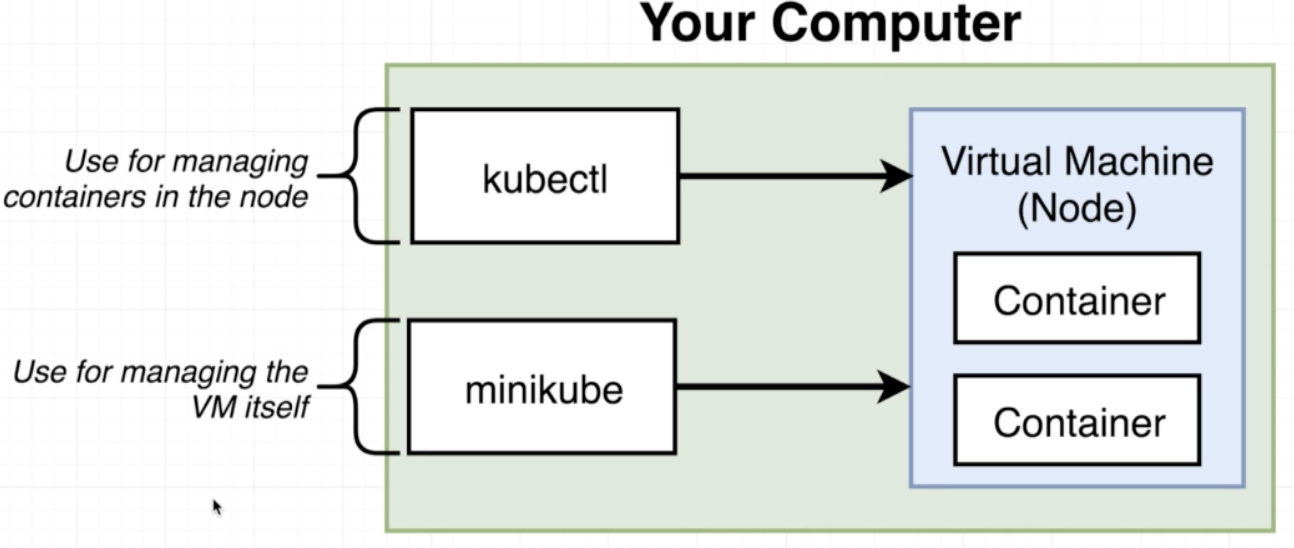 Your Computer
Use for managing
containers in the node
kubectl
Virtual Machine
(Node)
Container
Use for managing the
VM itself
minikube
Container